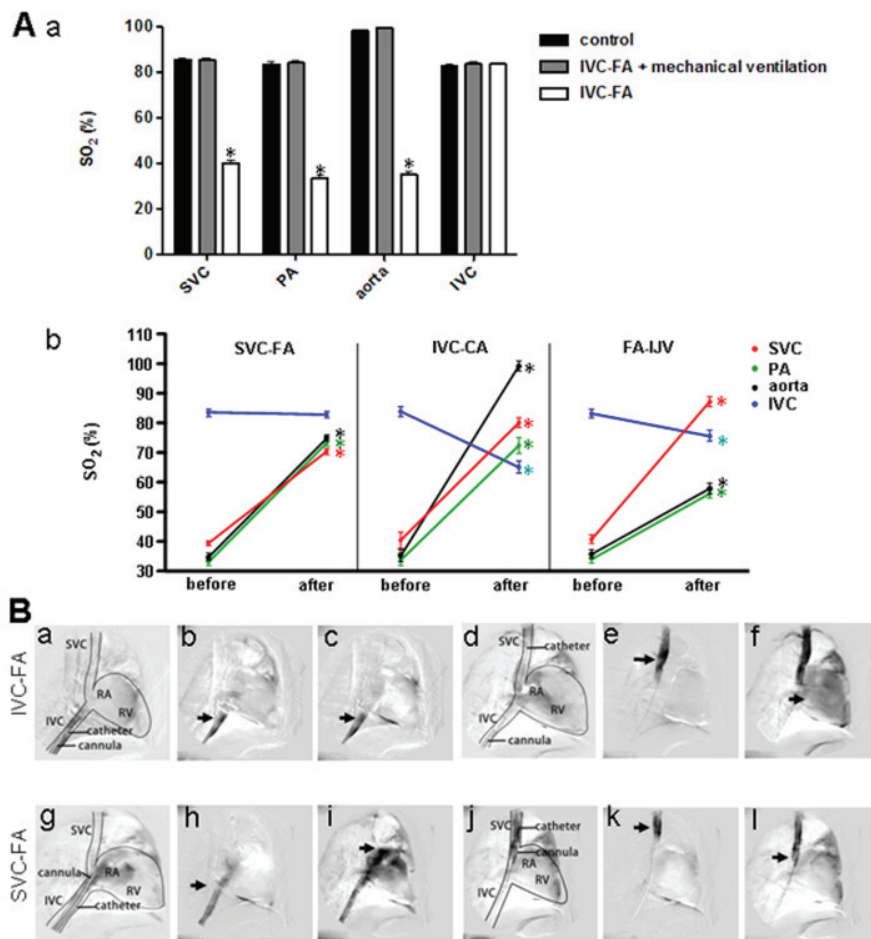 A a
100
80
60
40
20
0
SO2 (%)
* * *
SVC PA aorta IVC
control
IVC-FA + mechanical ventilation
IVC-FA
b
110
100
90
80
70
60
50
40
30
SO2 (%)
SVC-FA IVC-CA FA-IJV
* * *
* * * *
* * * *
before after before after before after
SVC
PA
aorta
IVC
B
IVC-FA
a b c d e f
SVC
RA
RV
IVC
catheter
cannula
SVC
catheter
RA
RV
IVC
cannula
SVC-FA
g h i j k l
SVC
cannula
RA
RV
IVC
catheter
SVC
catheter
cannula
RA
RV
IVC